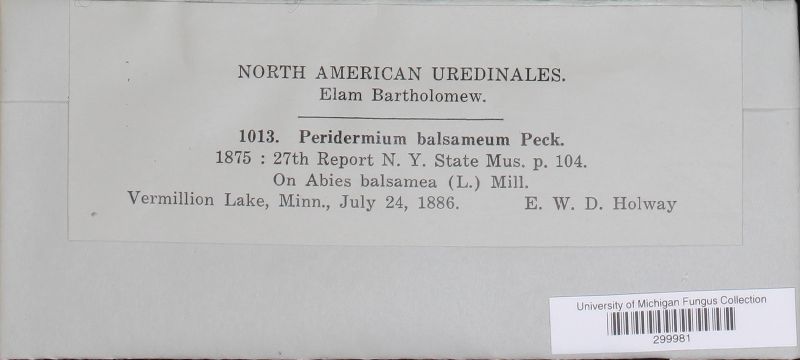 NORTH AMERICAN UREDINALES.
Elam Bartholomew.
1013. Peridermium balsameum Peck.
1875 : 27th Report N. Y. State Mus. p. 104.
On Abies balsamea (L.) Mill.
Vermillion Lake, Minn., July 24, 1886. E. W. D. Holway
University of Michigan Fungus Collection
299981